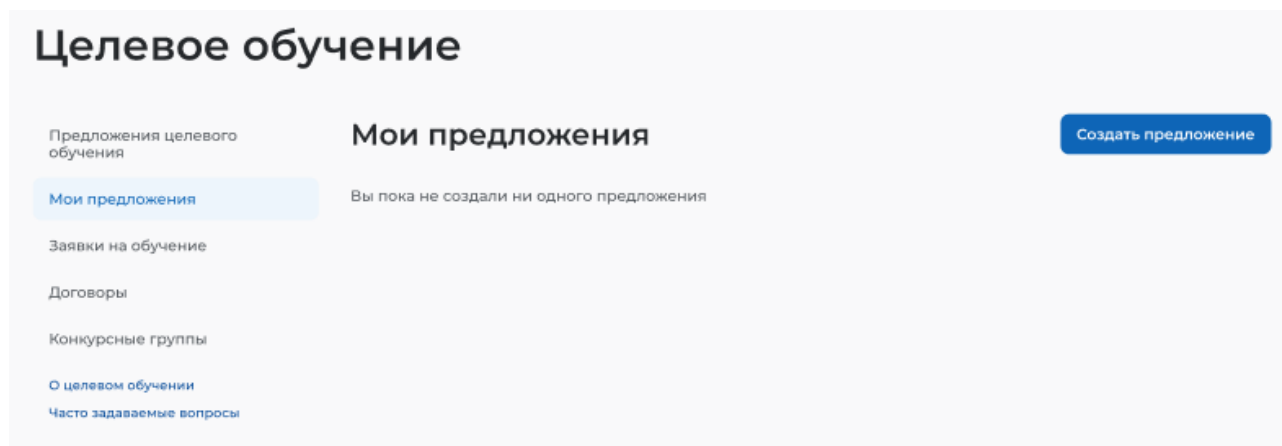 Целевое обучение
Предложения целевого
обучения
Мои предложения
Заявки на обучение
Договоры
Конкурсные группы
О целевом обучении
Часто задаваемые вопросы
Мои предложения
Создать предложение
Вы пока не создали ни одного предложения